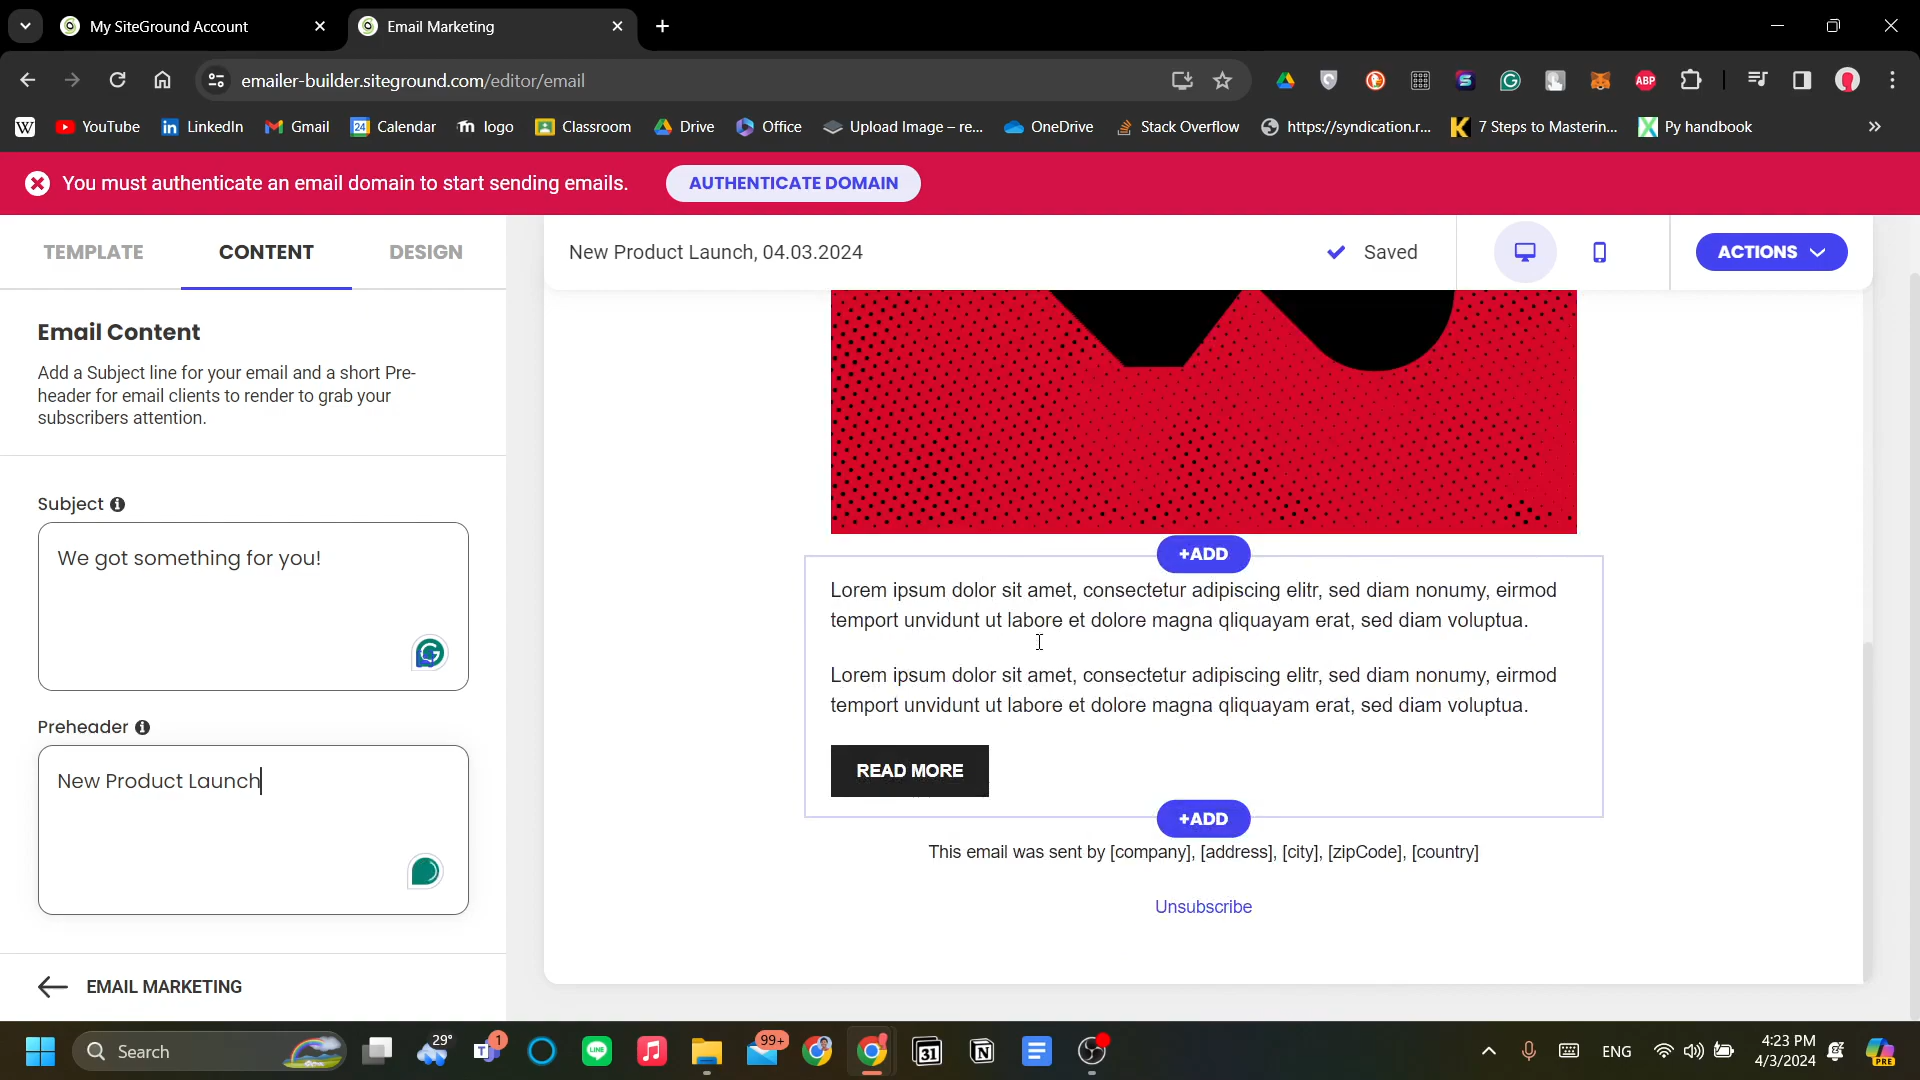 My SiteGround Account
Email Marketing
emailer-builder.siteground.com/editor/email
YouTube
LinkedIn
Gmail
Calendar
logo
Classroom
Drive
Office
Upload Image – re...
OneDrive
Stack Overflow
https://syndication.r...
7 Steps to Masterin...
Py handbook
You must authenticate an email domain to start sending emails.
AUTHENTICATE DOMAIN
TEMPLATE
CONTENT
DESIGN
New Product Launch, 04.03.2024
Saved
ACTIONS
Email Content
Add a Subject line for your email and a short Pre-
header for email clients to render to grab your
subscribers attention.
Subject
We got something for you!
Preheader
New Product Launch
EMAIL MARKETING
+ADD
Lorem ipsum dolor sit amet, consectetur adipiscing elitr, sed diam nonumy, eirmod
temport unvidunt ut labore et dolore magna qliquayam erat, sed diam voluptua.
Lorem ipsum dolor sit amet, consectetur adipiscing elitr, sed diam nonumy, eirmod
temport unvidunt ut labore et dolore magna qliquayam erat, sed diam voluptua.
READ MORE
+ADD
This email was sent by [company], [address], [city], [zipCode], [country]
Unsubscribe
Search
29°
1
99+
31
ENG
4:23 PM
4/3/2024
PRE